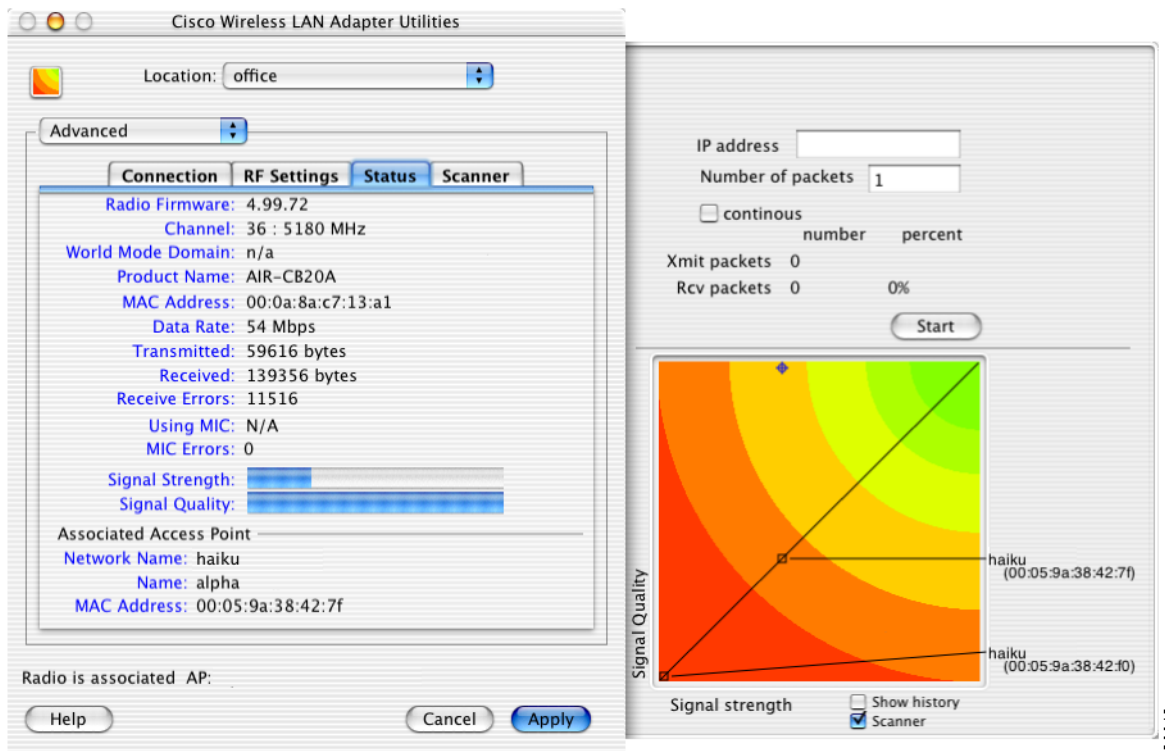 Cisco Wireless LAN Adapter Utilities
Location: office
Advanced
Connection RF Settings Status Scanner
Radio Firmware: 4.99.72
Channel: 36 : 5180 MHz
World Mode Domain: n/a
Product Name: AIR-CB20A
MAC Address: 00:0a:8a:c7:13:a1
Data Rate: 54 Mbps
Transmitted: 59616 bytes
Received: 139356 bytes
Receive Errors: 11516
Using MIC: N/A
MIC Errors: 0
Signal Strength:
Signal Quality:
Associated Access Point
Network Name: haiku
Name: alpha
MAC Address: 00:05:9a:38:42:7f
Radio is associated AP:
Help Cancel Apply
IP address
Number of packets 1
continous
number percent
Xmit packets 0
Rcv packets 0 0%
Start
Signal Quality
haiku
(00:05:9a:38:42:7f)
haiku
(00:05:9a:38:42:f0)
Signal strength
Show history
Scanner